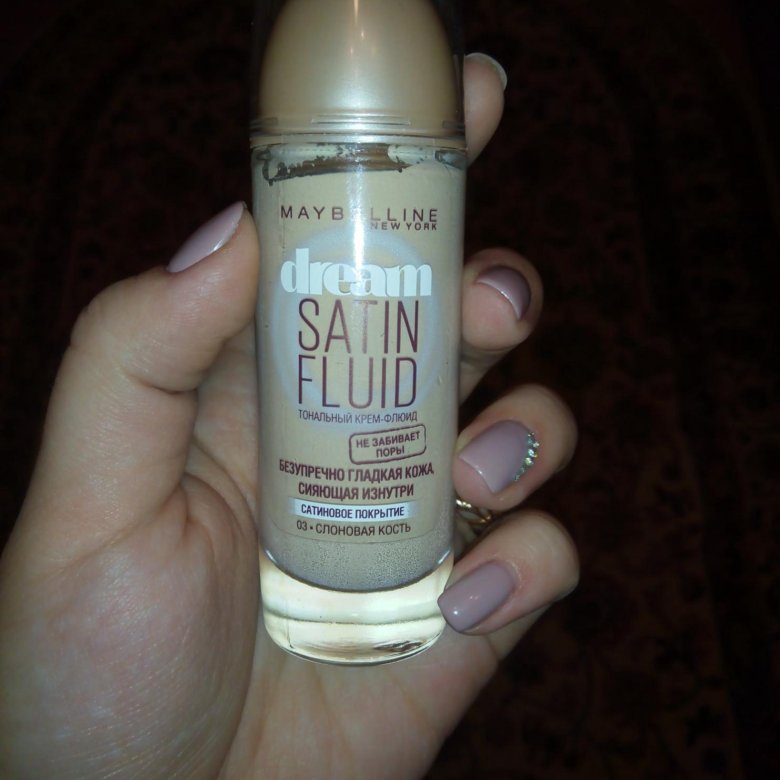 MAYBELLINE
NEW YORK
dream
SATIN
FLUID
ТОНАЛЬНЫЙ КРЕМ-ФЛЮИД
НЕ ЗАБИВАЕТ
ПОРЫ
БЕЗУПРЕЧНО ГЛАДКАЯ КОЖА,
СИЯЮЩАЯ ИЗНУТРИ
САТИНОВОЕ ПОКРЫТИЕ
03 • СЛОНОВАЯ КОСТЬ